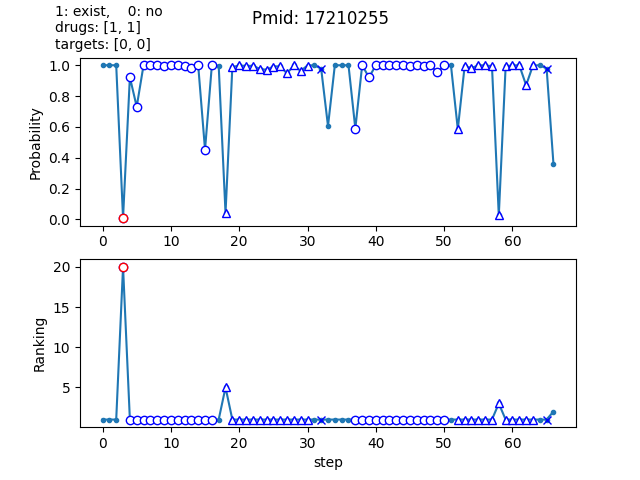 1: exist,    0: no
Pmid: 17210255
drugs: [1, 1]
targets: [0, 0]
1.0
0.8
0.6
0.4
0.2
0.0
Probability
0 10 20 30 40 50 60
20
15
10
5
Ranking
0 10 20 30 40 50 60
step